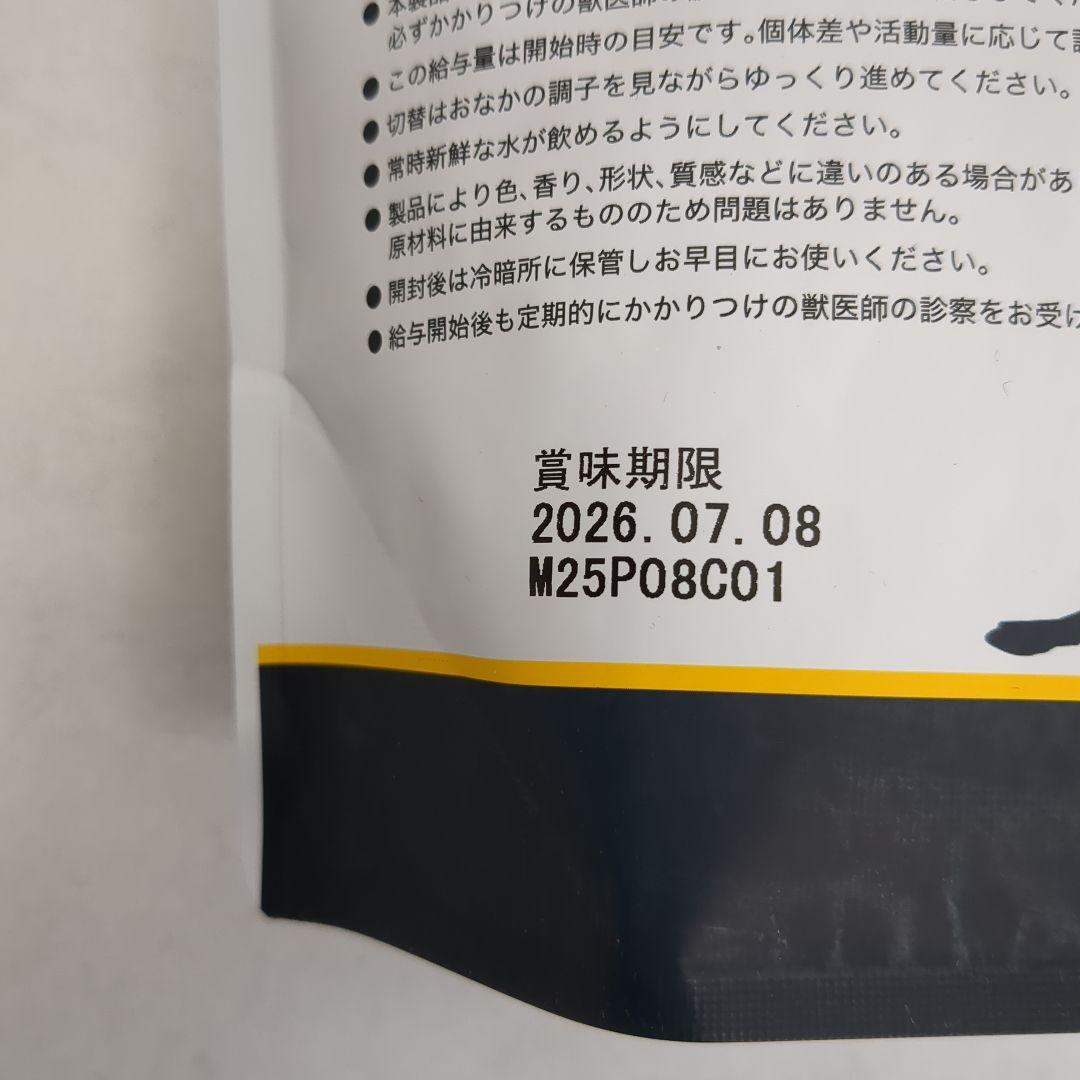 ●本製品
必ずかかりつけの獣医師の
●この給与量は開始時の目安です。個体差や活動量に応じて
●切替はおなかの調子を見ながらゆっくり進めてください。
●常時新鮮な水が飲めるようにしてください。
●製品により色、香り、形状、質感などに違いのある場合があ
原材料に由来するもののため問題はありません。
●開封後は冷暗所に保管しお早目にお使いください。
●給与開始後も定期的にかかりつけの獣医師の診察をお受け
賞味期限
2026.07.08
M25P08C01